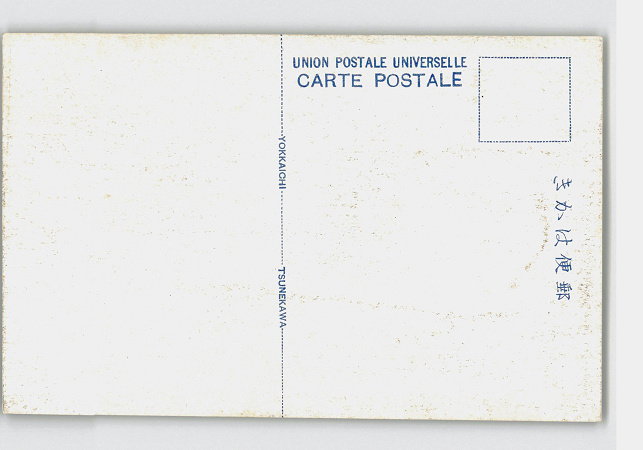 UNION POSTALE UNIVERSELLE
CARTE POSTALE
YOKKAICHI
TSUNEKAWA
郵便はかき